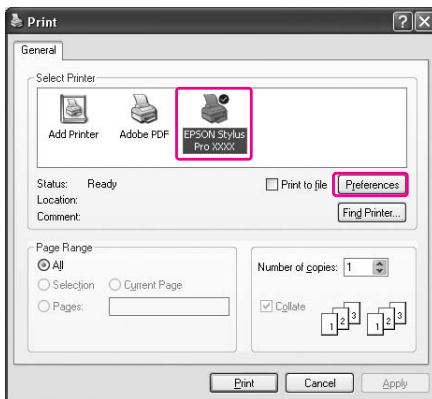 Print
General
Select Printer
Add Printer
Adobe PDF
EPSON Stylus
Pro XXXX
Status: Ready
Location:
Comment:
Print to file
Preferences
Find Printer...
Page Range
All
Selection
Current Page
Pages:
Number of copies: 1
Collate
1 2 3 1 2 3
Print
Cancel
Apply